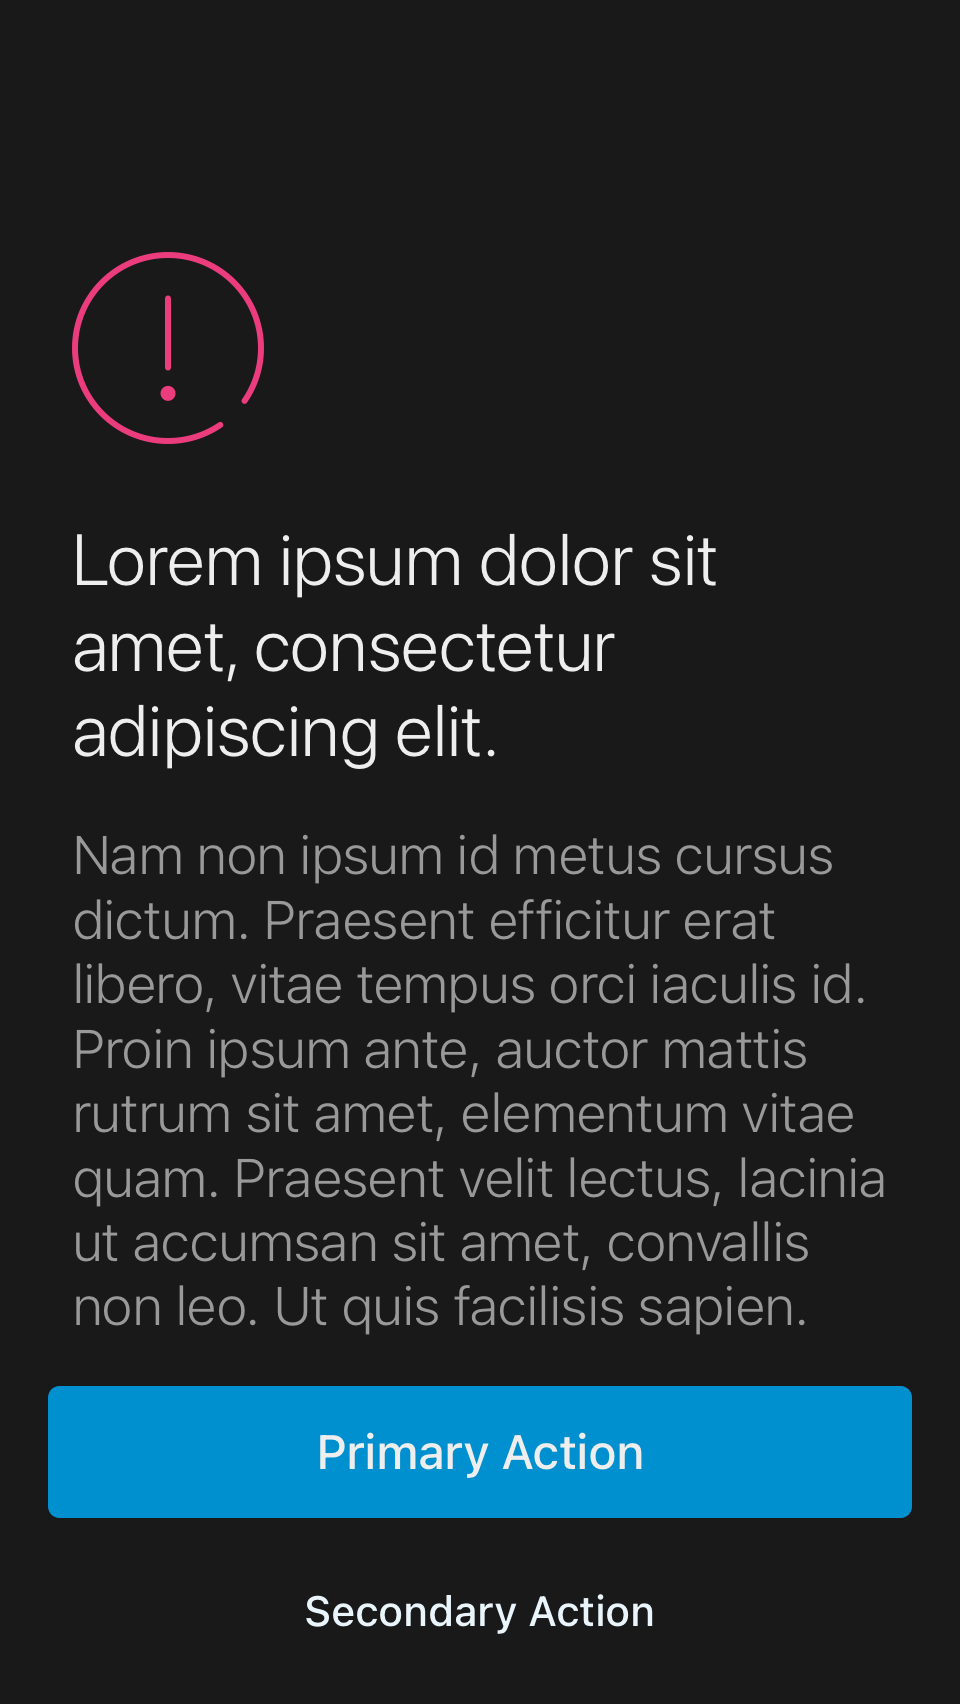 Lorem ipsum dolor sit
amet, consectetur
adipiscing elit.
Nam non ipsum id metus cursus
dictum. Praesent efficitur erat
libero, vitae tempus orci iaculis id.
Proin ipsum ante, auctor mattis
rutrum sit amet, elementum vitae
quam. Praesent velit lectus, lacinia
ut accumsan sit amet, convallis
non leo. Ut quis facilisis sapien.
Primary Action
Secondary Action